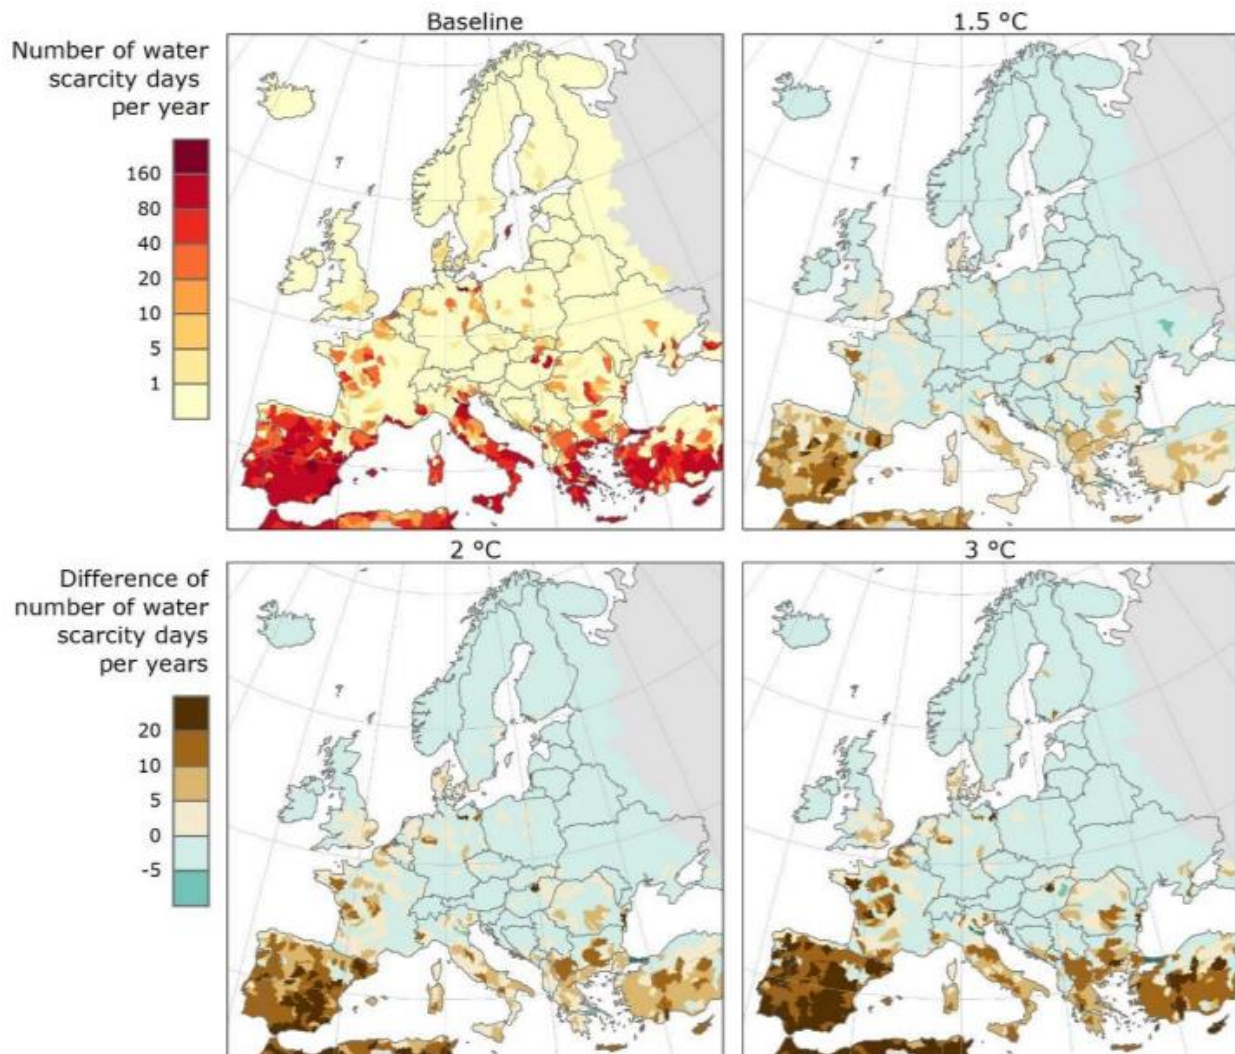 Baseline
1.5 °C
Number of water
scarcity days
per year
160
80
40
20
10
5
1
2 °C
3 °C
Difference of
number of water
scarcity days
per years
20
10
5
0
-5